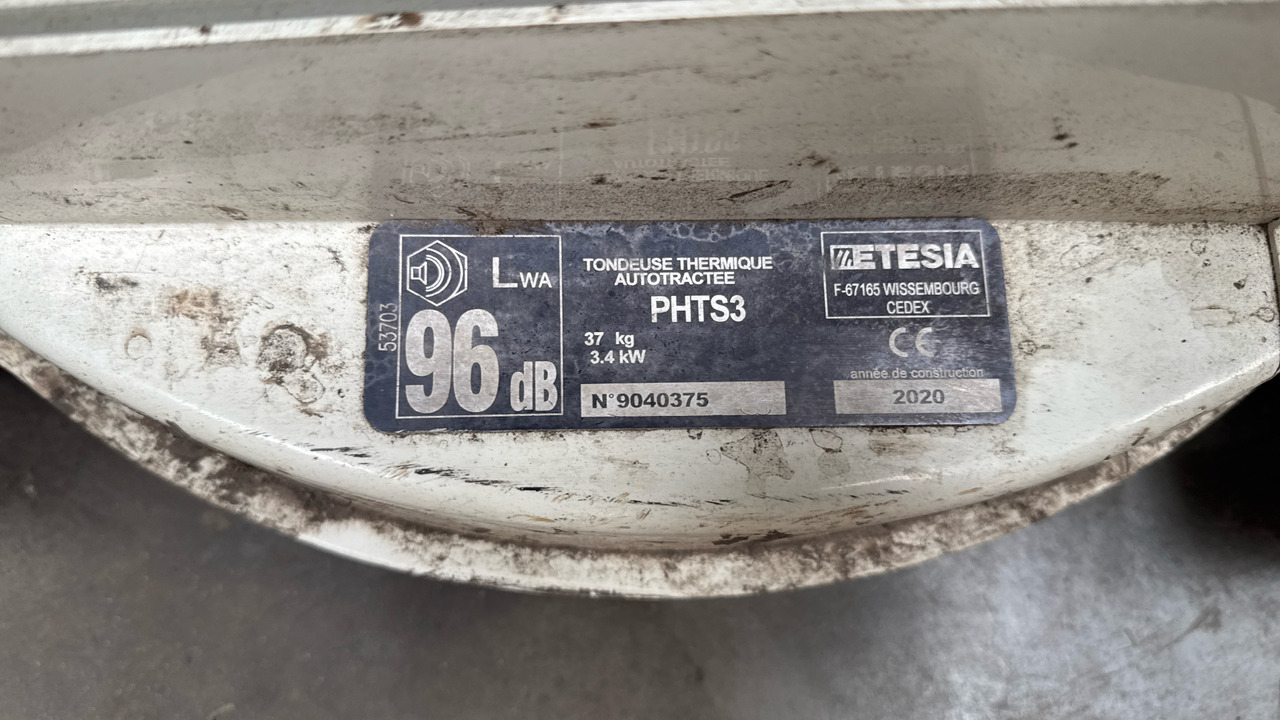 53703
LWA
96 dB
TONDEUSE THERMIQUE
AUTOTRACTEE
PHTS3
37 kg
3.4 kW
N°9040375
ETESIA
F-67165 WISSEMBOURG
CEDEX
CE
année de construction
2020